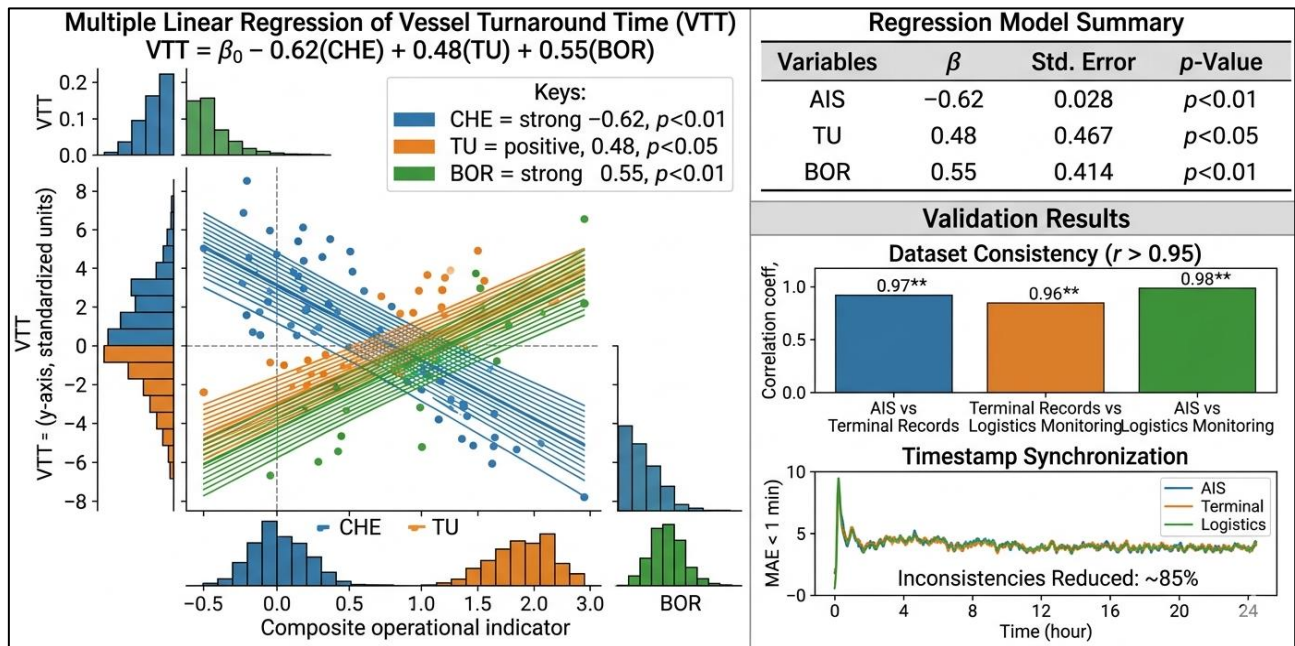 Multiple Linear Regression of Vessel Turnaround Time (VTT)
VTT = β₀ − 0.62(CHE) + 0.48(TU) + 0.55(BOR)
VTT
0.2
0.1
0.0
Keys:
CHE = strong −0.62, p<0.01
TU = positive, 0.48, p<0.05
BOR = strong 0.55, p<0.01
VTT
VTT = (y-axis, standardized units)
8
6
4
2
0
−2
−4
−6
−8
CHE
TU
−0.5
0.0
0.5
1.0
1.5
2.0
3.0
BOR
Composite operational indicator
Regression Model Summary
Variables β Std. Error p-Value
AIS −0.62 0.028 p<0.01
TU 0.48 0.467 p<0.05
BOR 0.55 0.414 p<0.01
Validation Results
Dataset Consistency (r > 0.95)
Correlation coeff,
1.0
0.5
0.0
0.97**
0.96**
0.98**
AIS vs
Terminal Records
Terminal Records vs
Logistics Monitoring
AIS vs
Logistics Monitoring
Timestamp Synchronization
MAE < 1 min)
10
5
−0
AIS
Terminal
Logistics
Inconsistencies Reduced: ~85%
0 4 8 12 16 20 24
Time (hour)